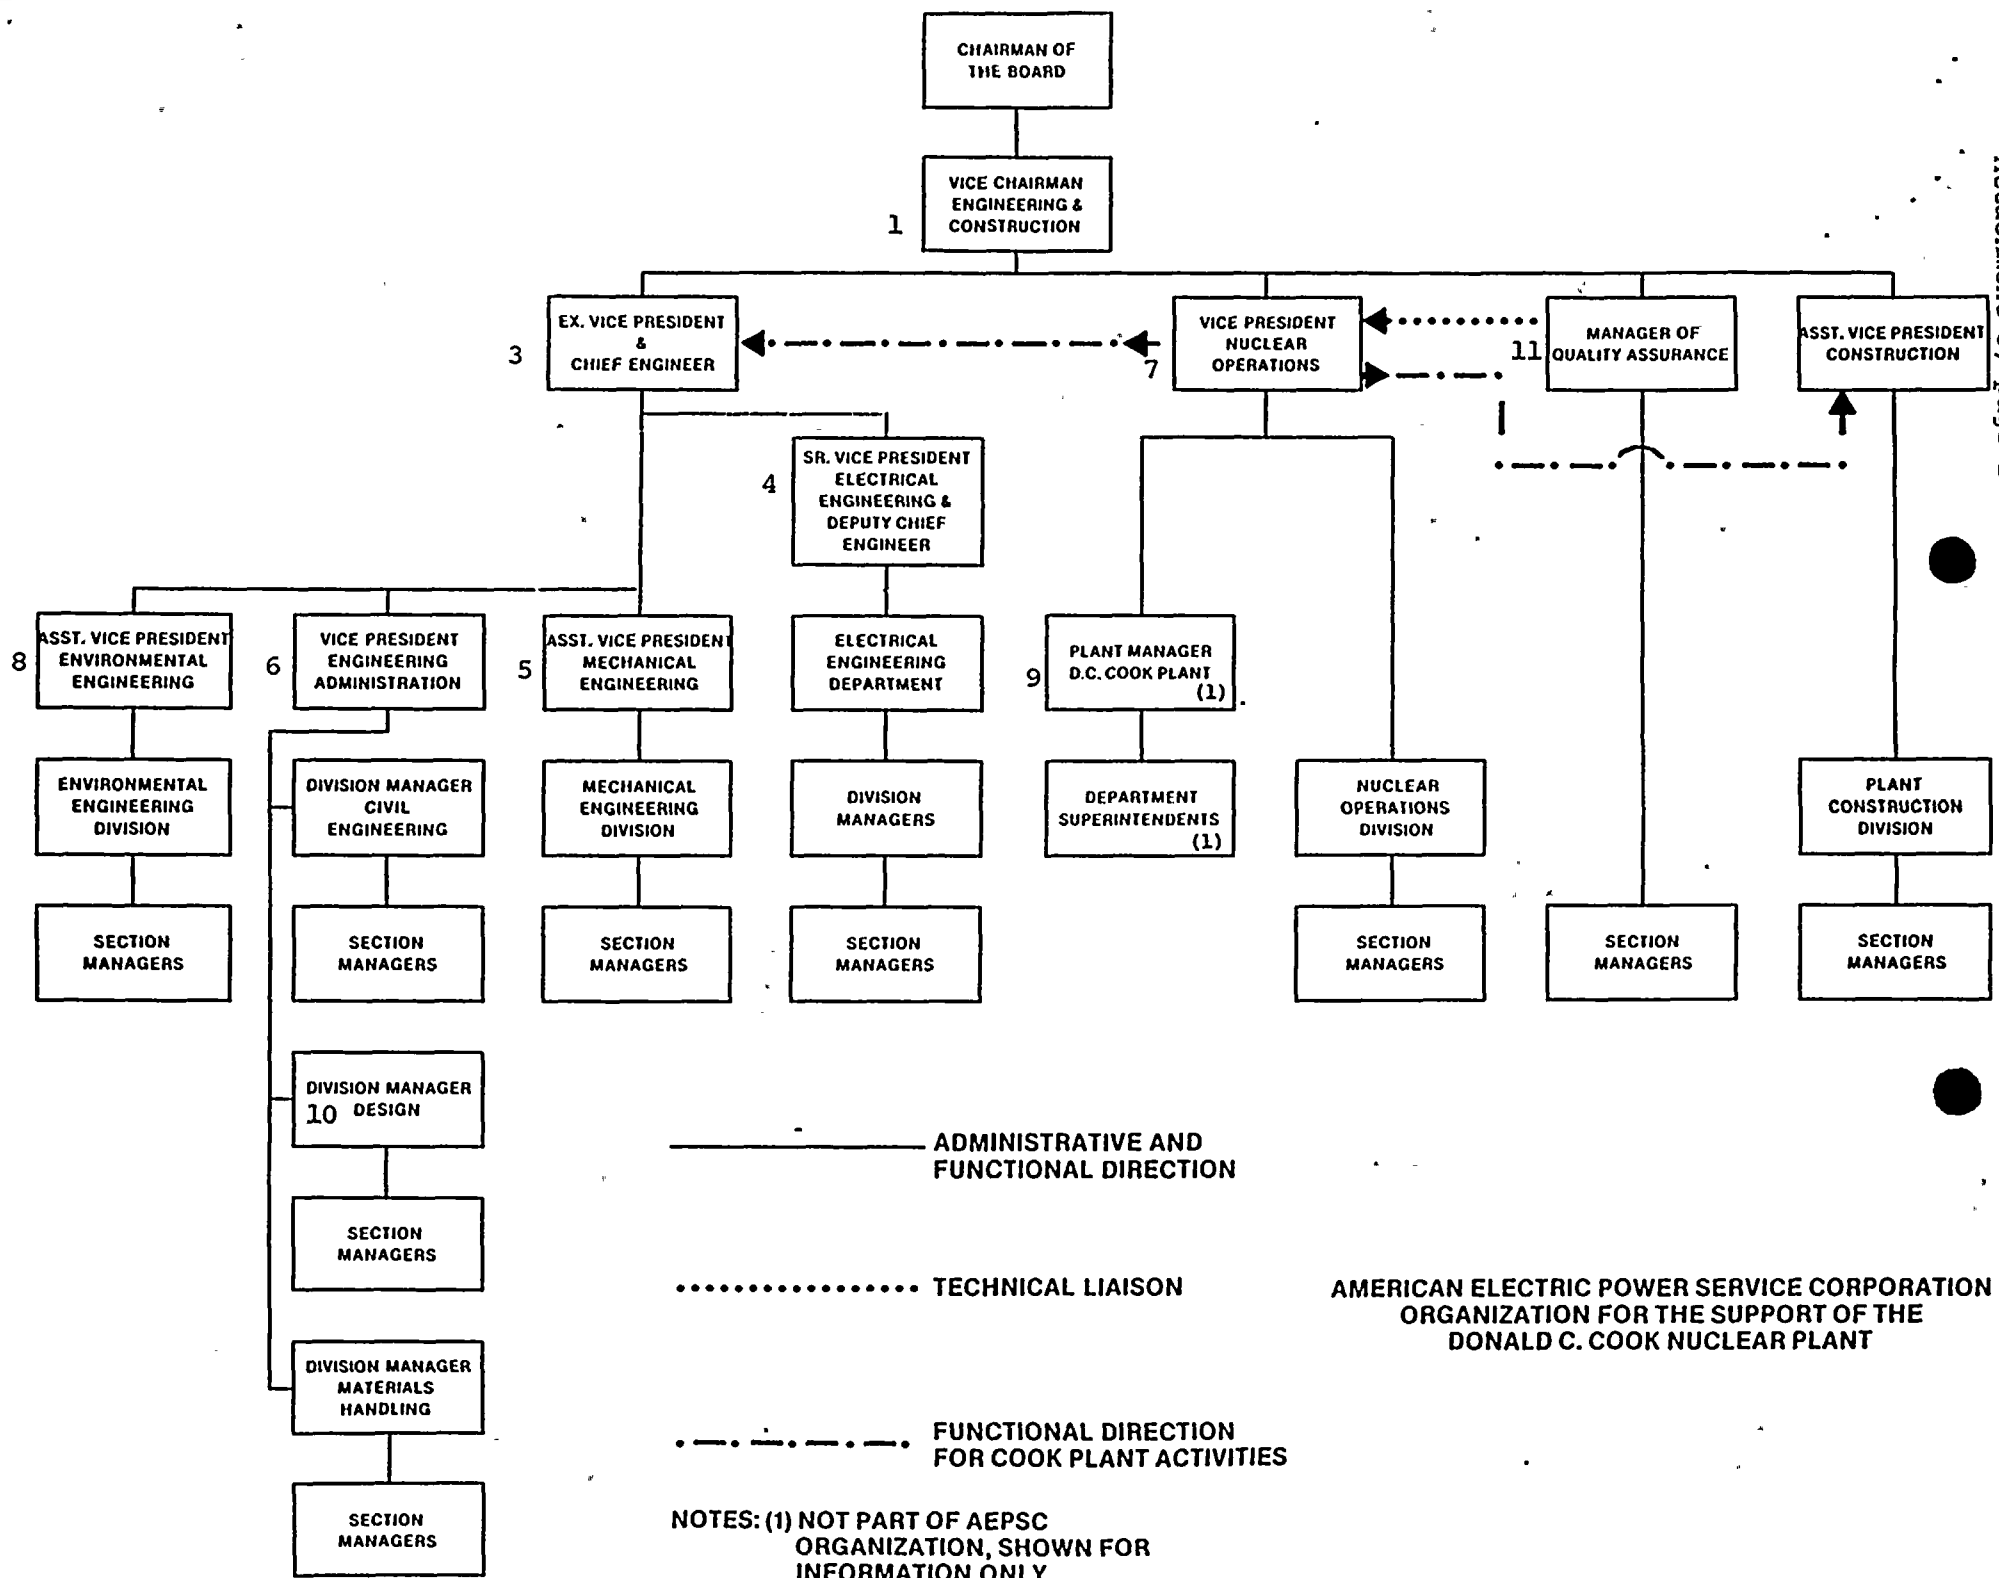 CHAIRMAN OF
THE BOARD
VICE CHAIRMAN
ENGINEERING &
CONSTRUCTION
1
EX. VICE PRESIDENT
&
CHIEF ENGINEER
3
VICE PRESIDENT
NUCLEAR
OPERATIONS
7
MANAGER OF
QUALITY ASSURANCE
11
ASST. VICE PRESIDENT
CONSTRUCTION
SR. VICE PRESIDENT
ELECTRICAL
ENGINEERING &
DEPUTY CHIEF
ENGINEER
4
ASST. VICE PRESIDENT
ENVIRONMENTAL
ENGINEERING
8
VICE PRESIDENT
ENGINEERING
ADMINISTRATION
6
ASST. VICE PRESIDENT
MECHANICAL
ENGINEERING
5
ELECTRICAL
ENGINEERING
DEPARTMENT
PLANT MANAGER
D.C. COOK PLANT
(1)
9
ENVIRONMENTAL
ENGINEERING
DIVISION
DIVISION MANAGER
CIVIL
ENGINEERING
MECHANICAL
ENGINEERING
DIVISION
DIVISION
MANAGERS
DEPARTMENT
SUPERINTENDENTS
(1)
NUCLEAR
OPERATIONS
DIVISION
PLANT
CONSTRUCTION
DIVISION
SECTION
MANAGERS
SECTION
MANAGERS
SECTION
MANAGERS
SECTION
MANAGERS
SECTION
MANAGERS
SECTION
MANAGERS
SECTION
MANAGERS
DIVISION MANAGER
10 DESIGN
SECTION
MANAGERS
DIVISION MANAGER
MATERIALS
HANDLING
SECTION
MANAGERS
ADMINISTRATIVE AND
FUNCTIONAL DIRECTION
TECHNICAL LIAISON
FUNCTIONAL DIRECTION
FOR COOK PLANT ACTIVITIES
NOTES: (1) NOT PART OF AEPSC
ORGANIZATION, SHOWN FOR
INFORMATION ONLY
AMERICAN ELECTRIC POWER SERVICE CORPORATION
ORGANIZATION FOR THE SUPPORT OF THE
DONALD C. COOK NUCLEAR PLANT